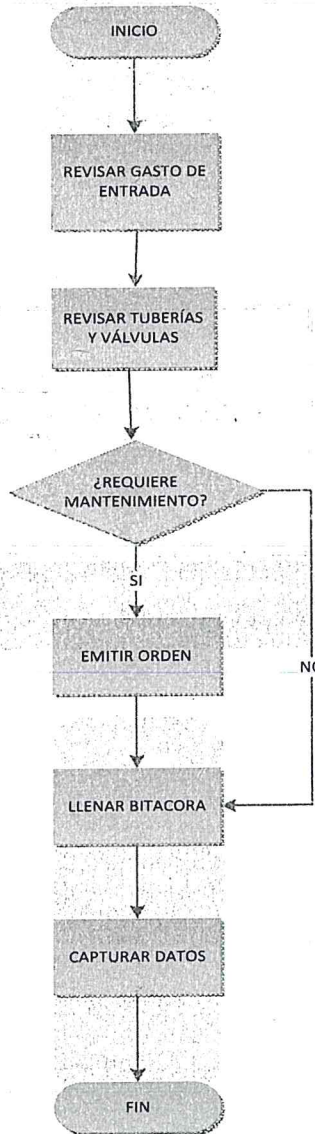 INICIO
REVISAR GASTO DE
ENTRADA
REVISAR TUBERÍAS
Y VÁLVULAS
¿REQUIERE
MANTENIMIENTO?
SI
EMITIR ORDEN
NO
LLENAR BITACORA
CAPTURAR DATOS
FIN